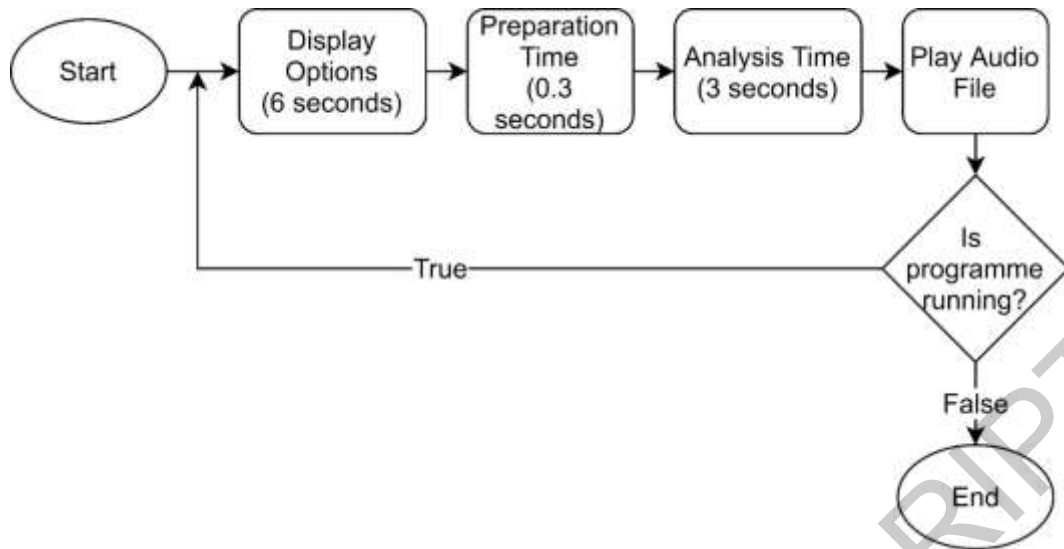 Start
Display
Options
(6 seconds)
Preparation
Time
(0.3
seconds)
Analysis Time
(3 seconds)
Play Audio
File
Is
programme
running?
True
False
End
RIPT